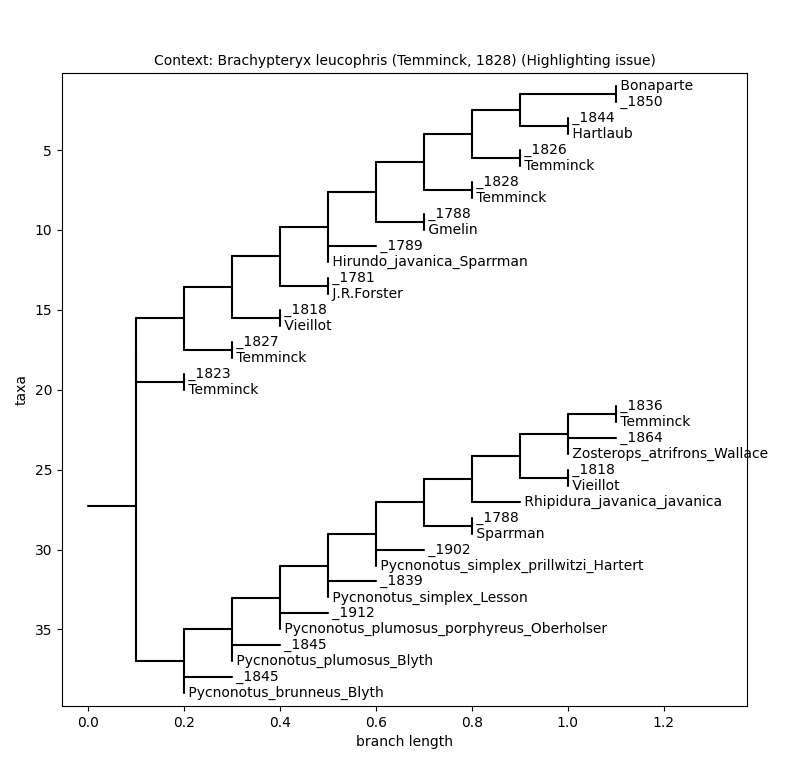 Context: Brachypteryx leucophris (Temminck, 1828) (Highlighting issue)
Bonaparte
_1850
_1844
Hartlaub
_1826
Temminck
_1828
Temminck
_1788
Gmelin
_1789
Hirundo_javanica_Sparrman
_1781
J.R.Forster
_1818
Vieillot
_1827
Temminck
_1823
Temminck
_1836
Temminck
_1864
Zosterops_atrifrons_Wallace
_1818
Vieillot
Rhipidura_javanica_javanica
_1788
Sparrman
_1902
Pycnonotus_simplex_prillwitzi_Hartert
_1839
Pycnonotus_simplex_Lesson
_1912
Pycnonotus_plumosus_porphyreus_Oberholser
_1845
Pycnonotus_plumosus_Blyth
_1845
Pycnonotus_brunneus_Blyth
5
10
15
20
25
30
35
taxa
0.0 0.2 0.4 0.6 0.8 1.0 1.2
branch length